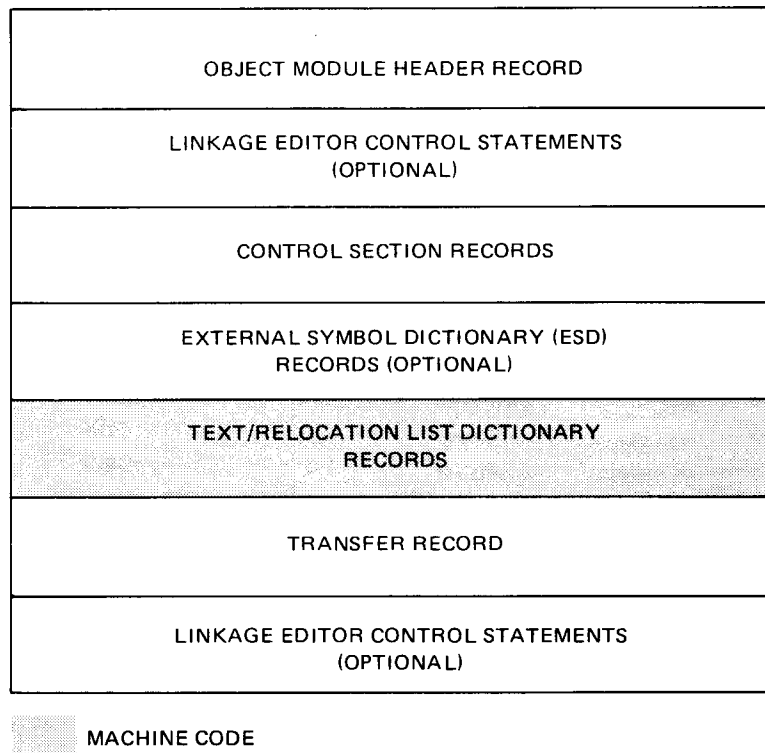 OBJECT MODULE HEADER RECORD
LINKAGE EDITOR CONTROL STATEMENTS
(OPTIONAL)
CONTROL SECTION RECORDS
EXTERNAL SYMBOL DICTIONARY (ESD)
RECORDS (OPTIONAL)
TEXT/RELOCATION LIST DICTIONARY
RECORDS
TRANSFER RECORD
LINKAGE EDITOR CONTROL STATEMENTS
(OPTIONAL)
MACHINE CODE